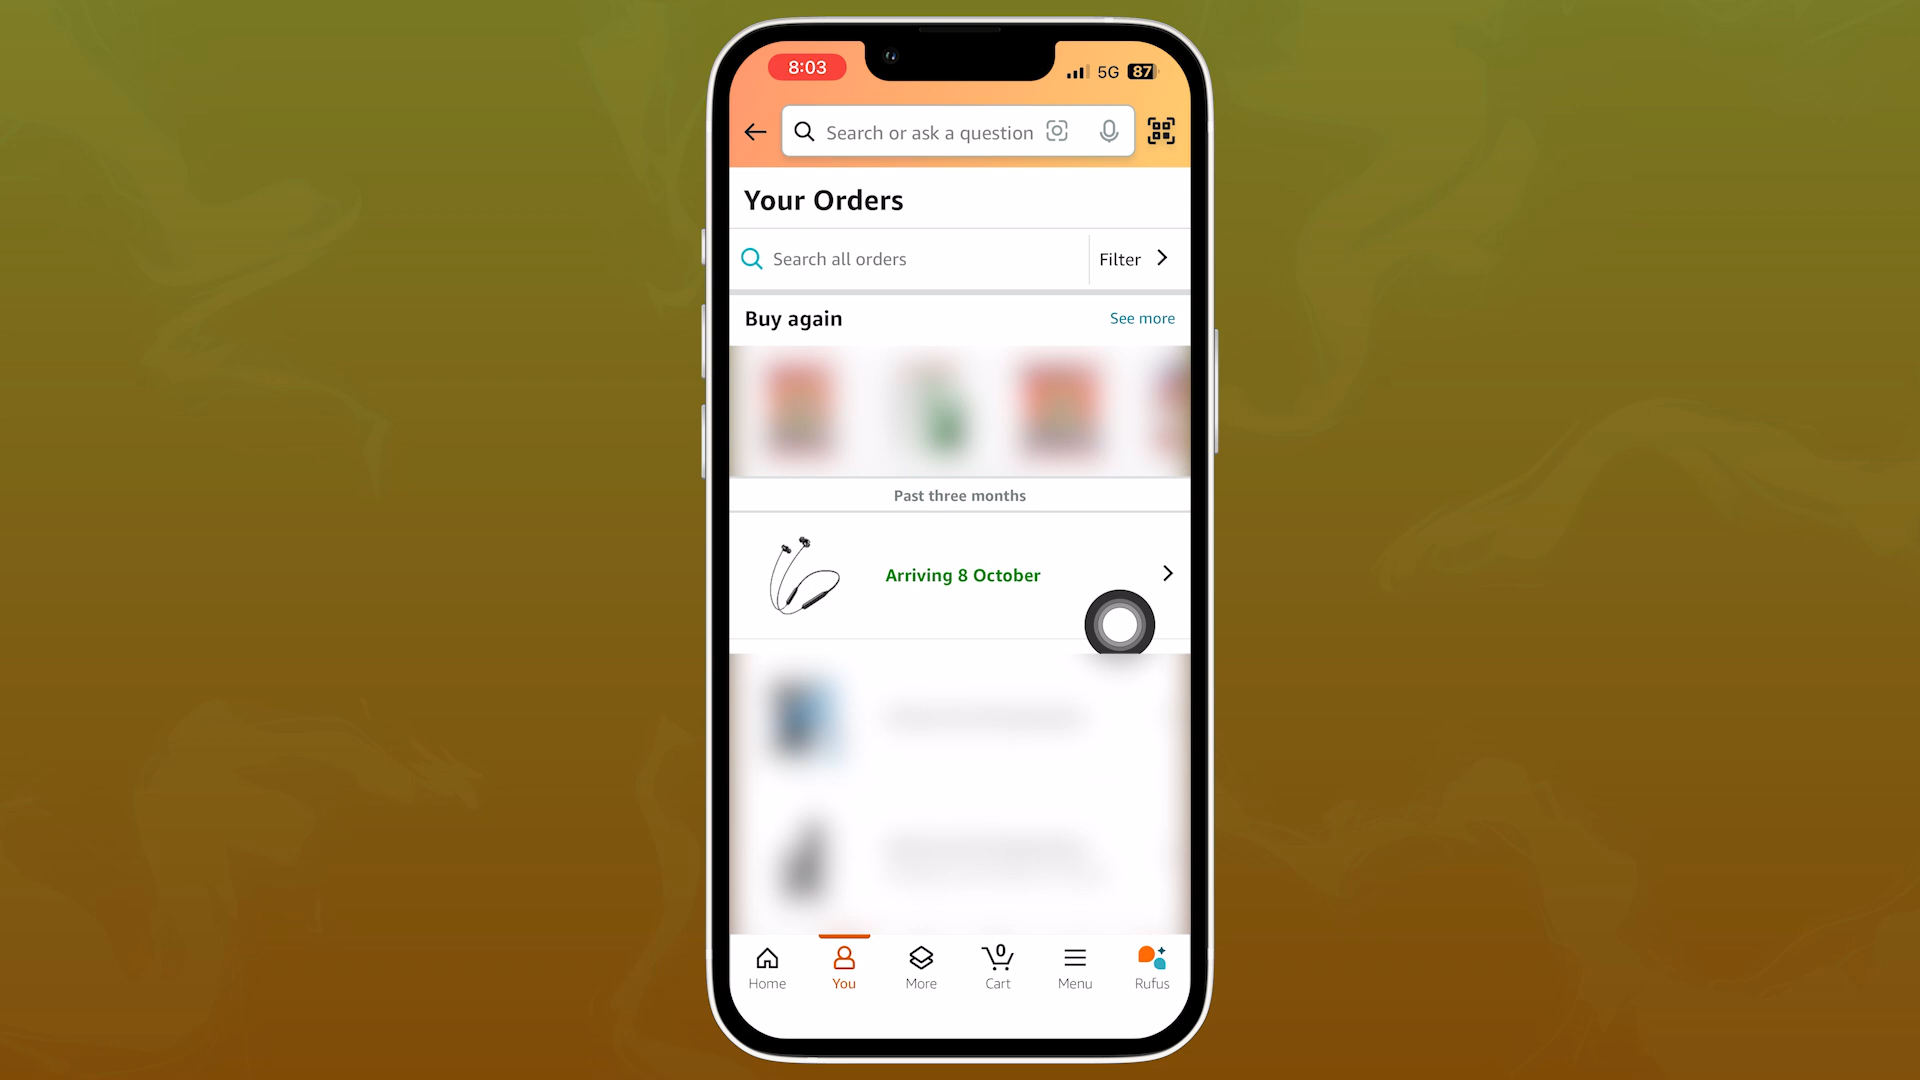 8:03
5G 87
Search or ask a question
Your Orders
Search all orders
Filter
Buy again
See more
Past three months
Arriving 8 October
0
Home
You
More
Cart
Menu
Rufus